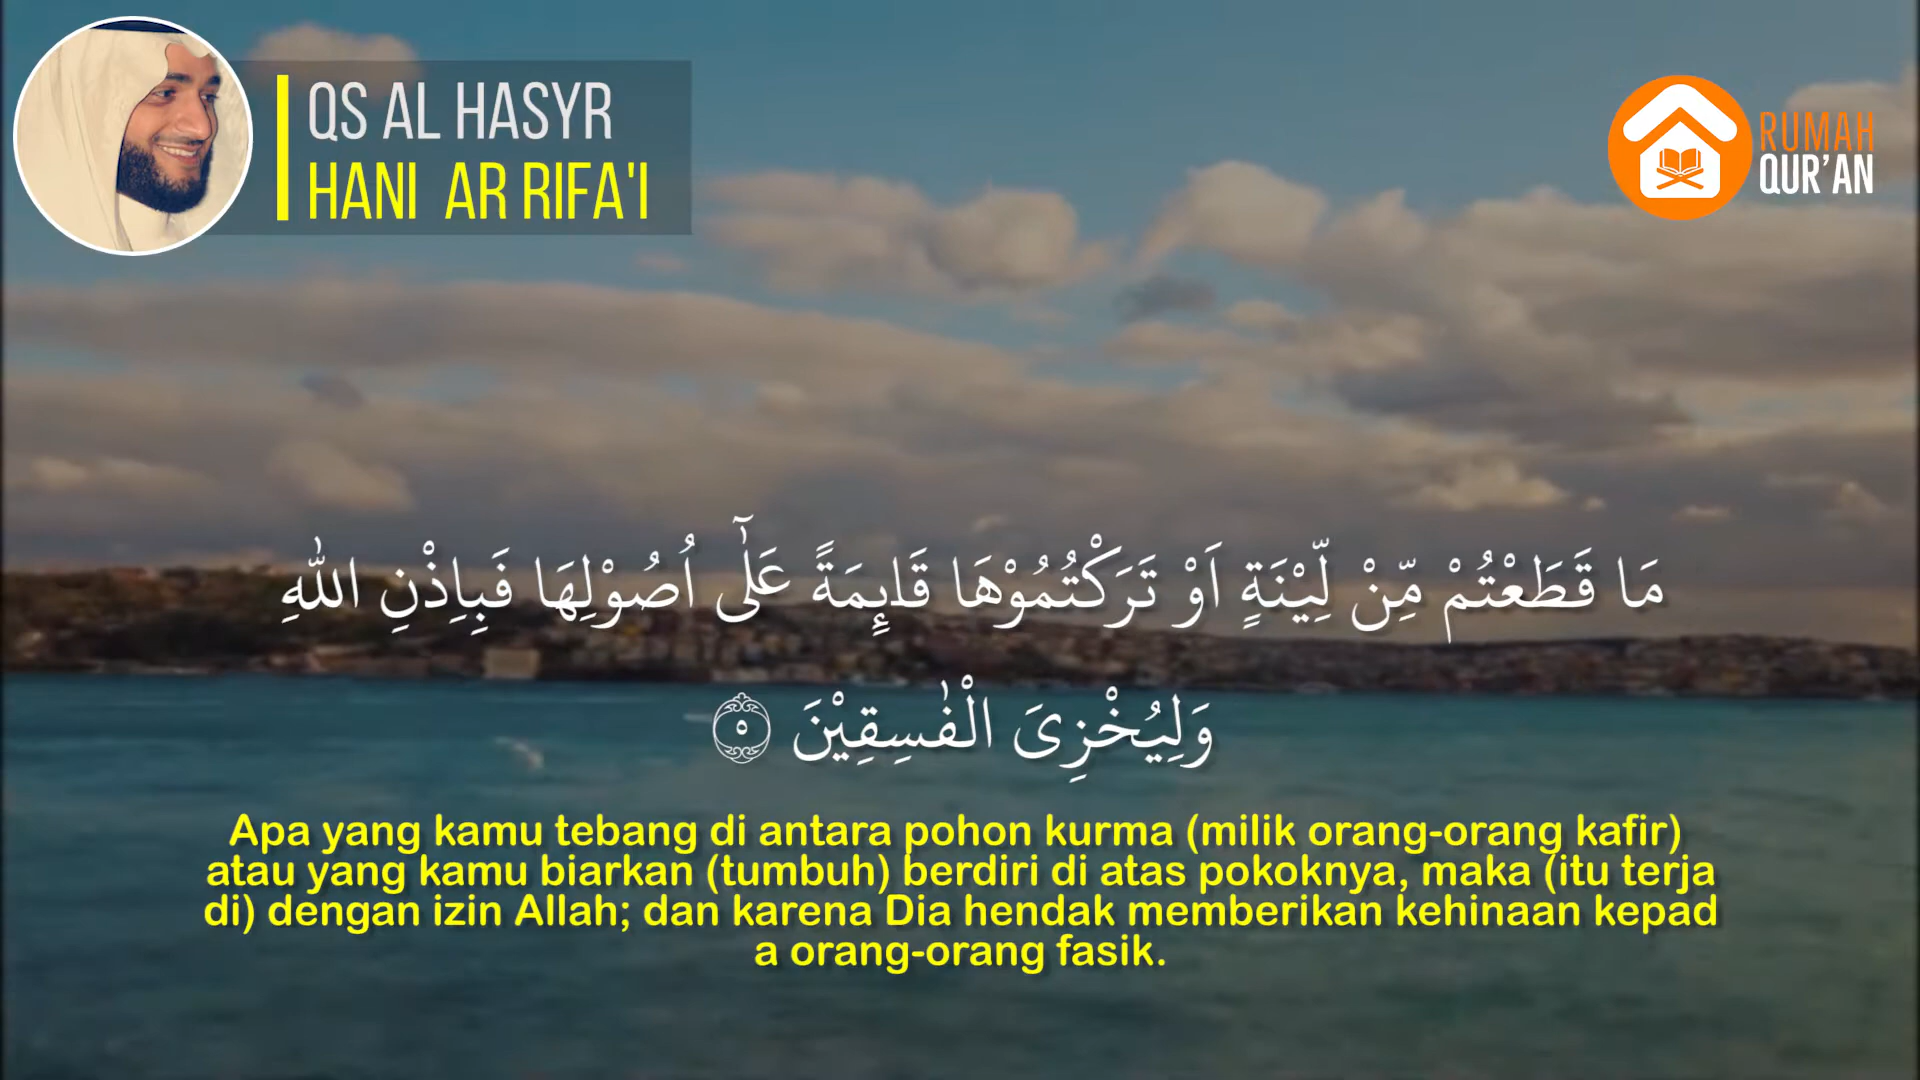 QS AL HASYR
HANI AR RIFA'I
RUMAH
QUR'AN
مَا قَطَعْتُمْ مِّنْ لِّيْنَةٍ اَوْ تَرَكْتُمُوْهَا قَاۤىِٕمَةً عَلٰٓى اُصُوْلِهَا فَبِاِذْنِ اللّٰهِ
وَلِيُخْزِىَ الْفٰسِقِيْنَ ٥
Apa yang kamu tebang di antara pohon kurma (milik orang-orang kafir)
atau yang kamu biarkan (tumbuh) berdiri di atas pokoknya, maka (itu terja
di) dengan izin Allah; dan karena Dia hendak memberikan kehinaan kepad
a orang-orang fasik.